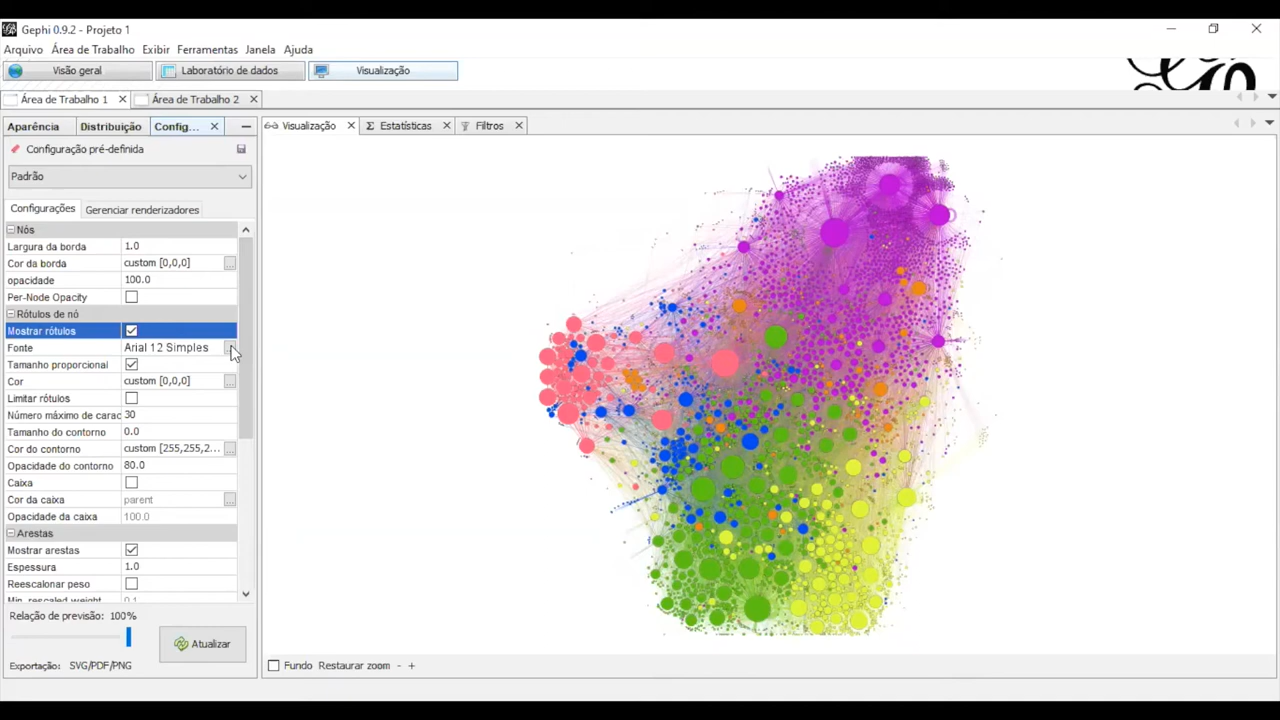 Gephi 0.9.2 - Projeto 1
Arquivo Área de Trabalho Exibir Ferramentas Janela Ajuda
Visão geral Laboratório de dados Visualização
Área de Trabalho 1 Área de Trabalho 2
Aparência Distribuição Config... Visualização Σ Estatísticas Filtros
Configuração pré-definida
Padrão
Configurações Gerenciar renderizadores
Nós
Largura da borda 1.0
Cor da borda custom [0,0,0] ...
opacidade 100.0
Per-Node Opacity
Rótulos de nó
Mostrar rótulos
Fonte Arial 12 Simples
Tamanho proporcional
Cor custom [0,0,0] ...
Limitar rótulos
Número máximo de carac 30
Tamanho do contorno 0.0
Cor do contorno custom [255,255,2... ...
Opacidade do contorno 80.0
Caixa
Cor da caixa parent ...
Opacidade da caixa 100.0
Arestas
Mostrar arestas
Espessura 1.0
Reescalonar peso
Min. rescaled weight 0.1
Relação de previsão: 100%
Atualizar
Exportação: SVG/PDF/PNG
Fundo Restaurar zoom - +